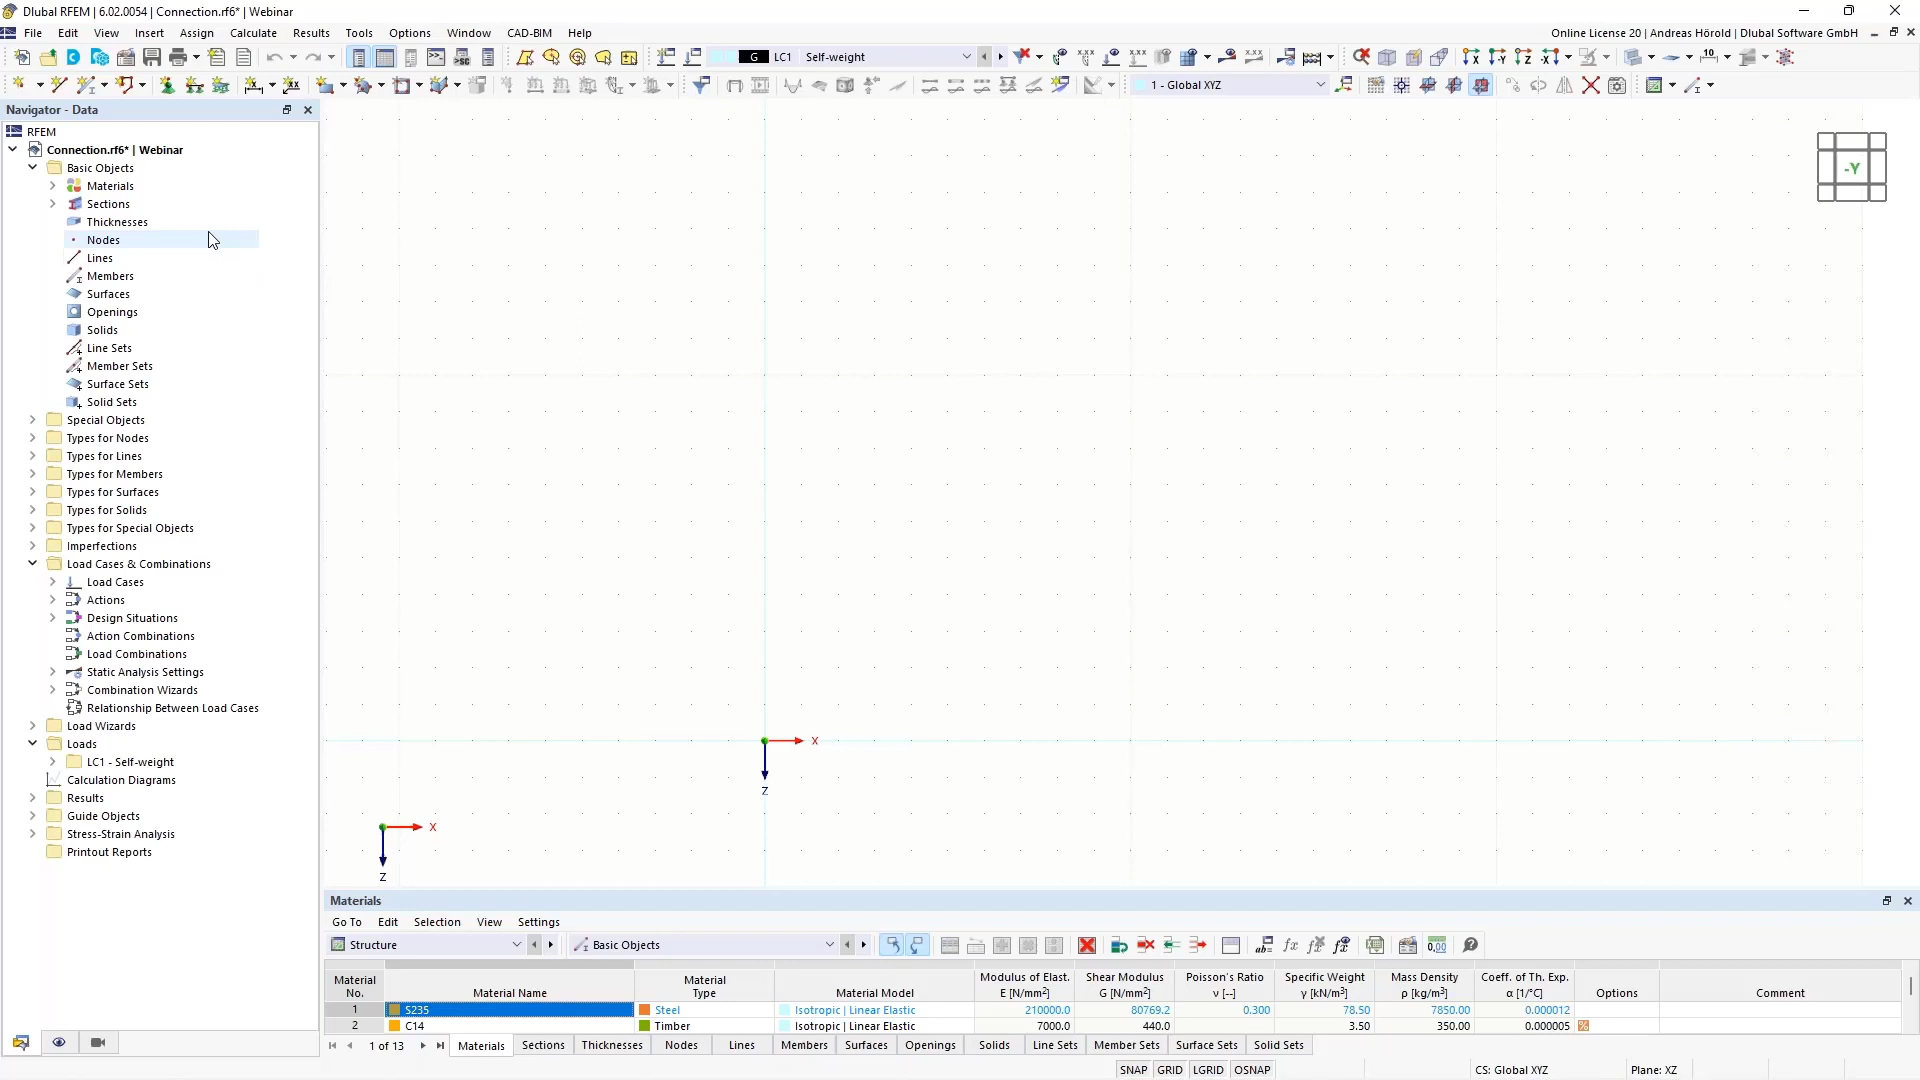 Dlubal RFEM | 6.02.0054 | Connection.rf6* | Webinar
File Edit View Insert Assign Calculate Results Tools Options Window CAD-BIM Help
Online License 20 | Andreas Hörold | Dlubal Software GmbH
G LC1 Self-weight
1 - Global XYZ
Navigator - Data
RFEM
Connection.rf6* | Webinar
Basic Objects
Materials
Sections
Thicknesses
Nodes
Lines
Members
Surfaces
Openings
Solids
Line Sets
Member Sets
Surface Sets
Solid Sets
Special Objects
Types for Nodes
Types for Lines
Types for Members
Types for Surfaces
Types for Solids
Types for Special Objects
Imperfections
Load Cases & Combinations
Load Cases
Actions
Design Situations
Action Combinations
Load Combinations
Static Analysis Settings
Combination Wizards
Relationship Between Load Cases
Load Wizards
Loads
LC1 - Self-weight
Calculation Diagrams
Results
Guide Objects
Stress-Strain Analysis
Printout Reports
-Y
X
Z
X
Z
Materials
Go To Edit Selection View Settings
Structure Basic Objects
Material No. Material Name Material Type Material Model Modulus of Elast. E [N/mm²] Shear Modulus G [N/mm²] Poisson's Ratio ν [--] Specific Weight γ [kN/m³] Mass Density ρ [kg/m³] Coeff. of Th. Exp. α [1/°C] Options Comment
1 S235 Steel Isotropic | Linear Elastic 210000.0 80769.2 0.300 78.50 7850.00 0.000012
2 C14 Timber Isotropic | Linear Elastic 7000.0 440.0 3.50 350.00 0.000005
1 of 13 Materials Sections Thicknesses Nodes Lines Members Surfaces Openings Solids Line Sets Member Sets Surface Sets Solid Sets
SNAP GRID LGRID OSNAP CS: Global XYZ Plane: XZ